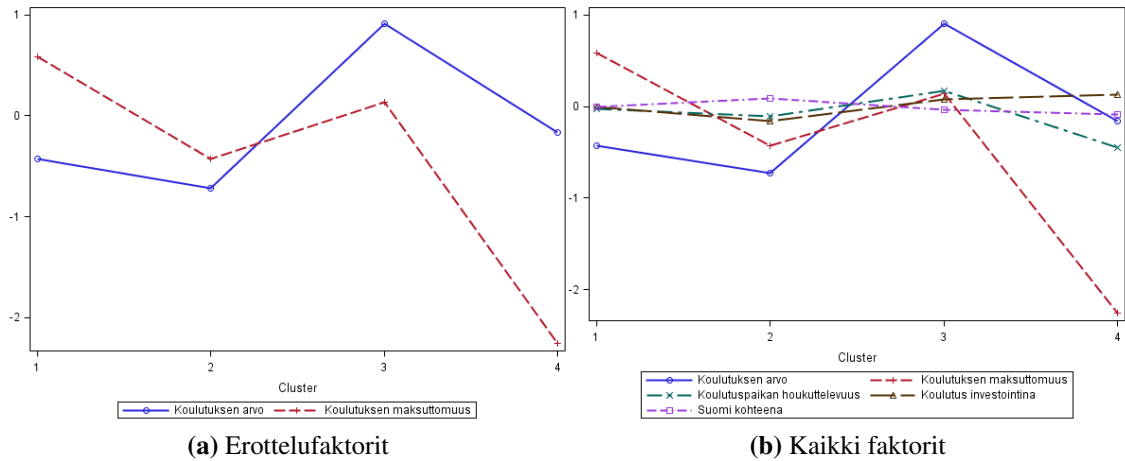 1
0
-1
-2
1
2
3
4
Cluster
Koulutuksen arvo
Koulutuksen maksuttomuus
(a) Erottelufaktorit
1
0
-1
-2
1
2
3
4
Cluster
Koulutuksen arvo
Koulutuksen maksuttomuus
Koulutuspaikan houkuttelevuus
Koulutus investointina
Suomi kohteena
(b) Kaikki faktorit